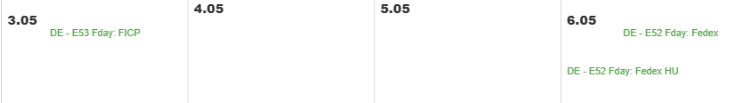 3.05
DE - E53 Fday: FICP
4.05
5.05
6.05
DE - E52 Fday: Fedex
DE - E52 Fday: Fedex HU